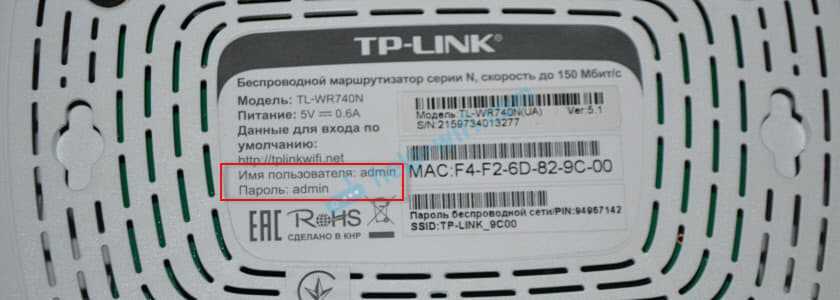 TP-LINK®
Беспроводной маршрутизатор серии N, скорость до 150 Мбит/с
Модель: TL-WR740N
Питание: 5V 0.6A
Данные для входа по
умолчанию:
http://tplinkwifi.net
Имя пользователя: admin
Пароль: admin
EAC RoHS
СДЕЛАНО В КНР
Модель:TL-WR740N(UA) Ver:5.1
S/N:2159734013277
MAC:F4-F2-6D-82-9C-00
Пароль беспроводной сети/PIN:94967142
SSID:TP-LINK_9C00